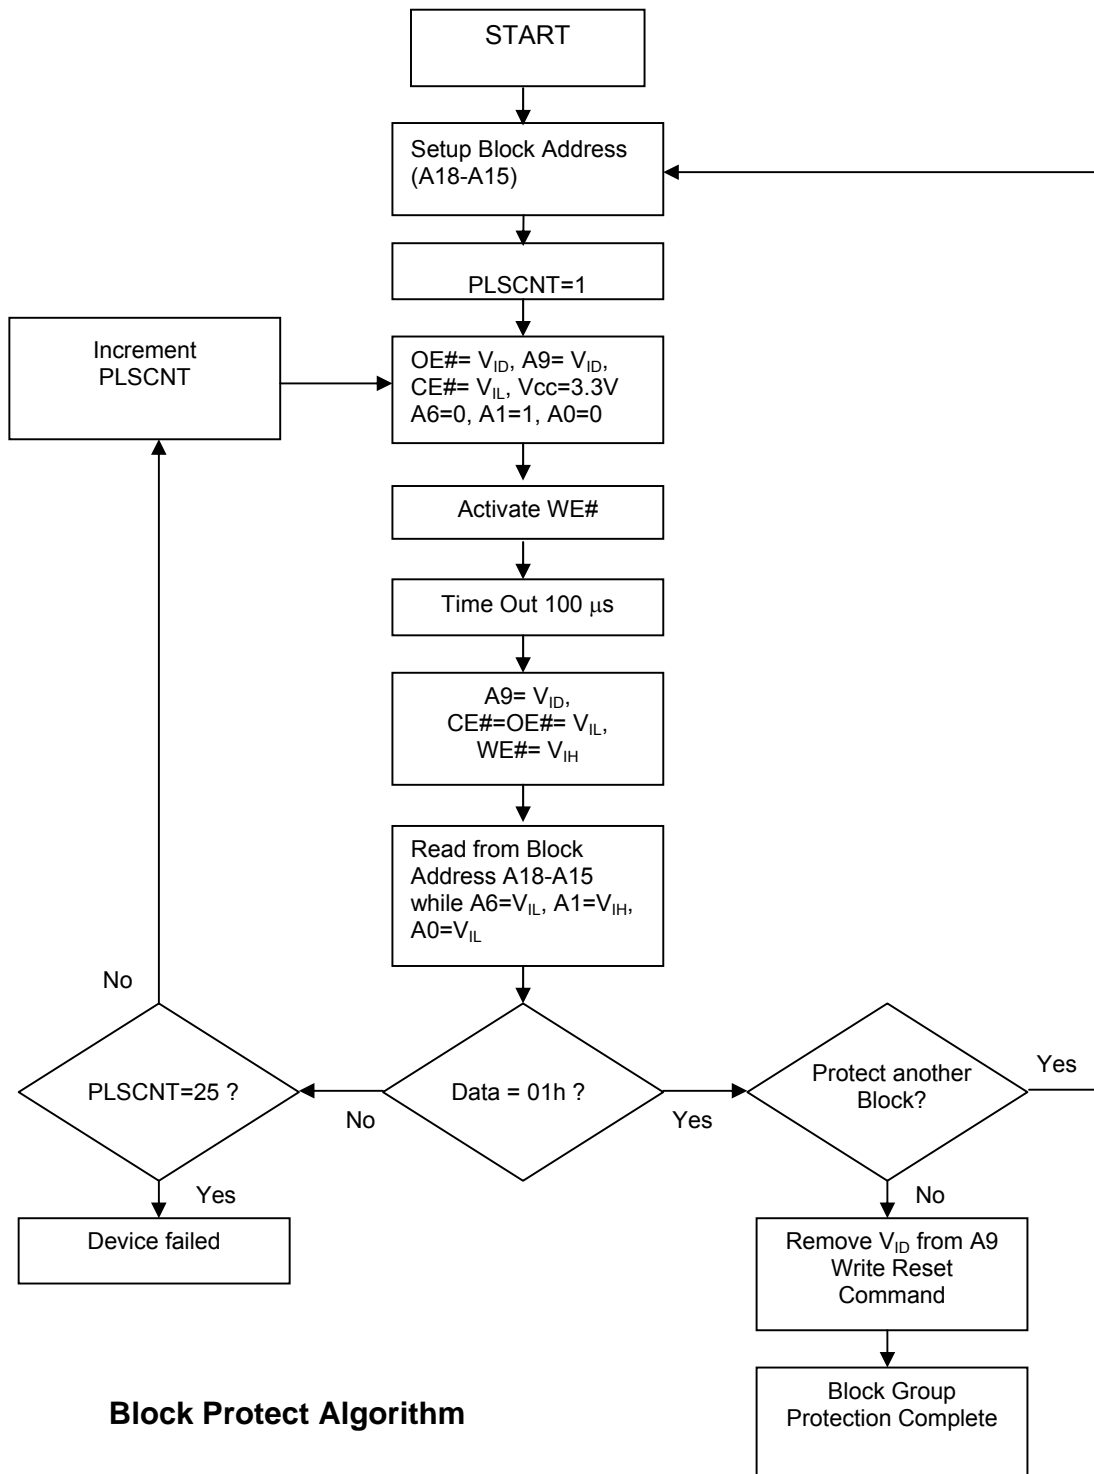 START
Setup Block Address
(A18-A15)
PLSCNT=1
Increment
PLSCNT
OE#= VID, A9= VID,
CE#= VIL, Vcc=3.3V
A6=0, A1=1, A0=0
Activate WE#
Time Out 100 μs
A9= VID,
CE#=OE#= VIL,
WE#= VIH
Read from Block
Address A18-A15
while A6=VIL, A1=VIH,
A0=VIL
No
PLSCNT=25 ?
No
Data = 01h ?
Yes
Protect another
Block?
Yes
Yes
Device failed
No
Remove VID from A9
Write Reset
Command
Block Group
Protection Complete
Block Protect Algorithm